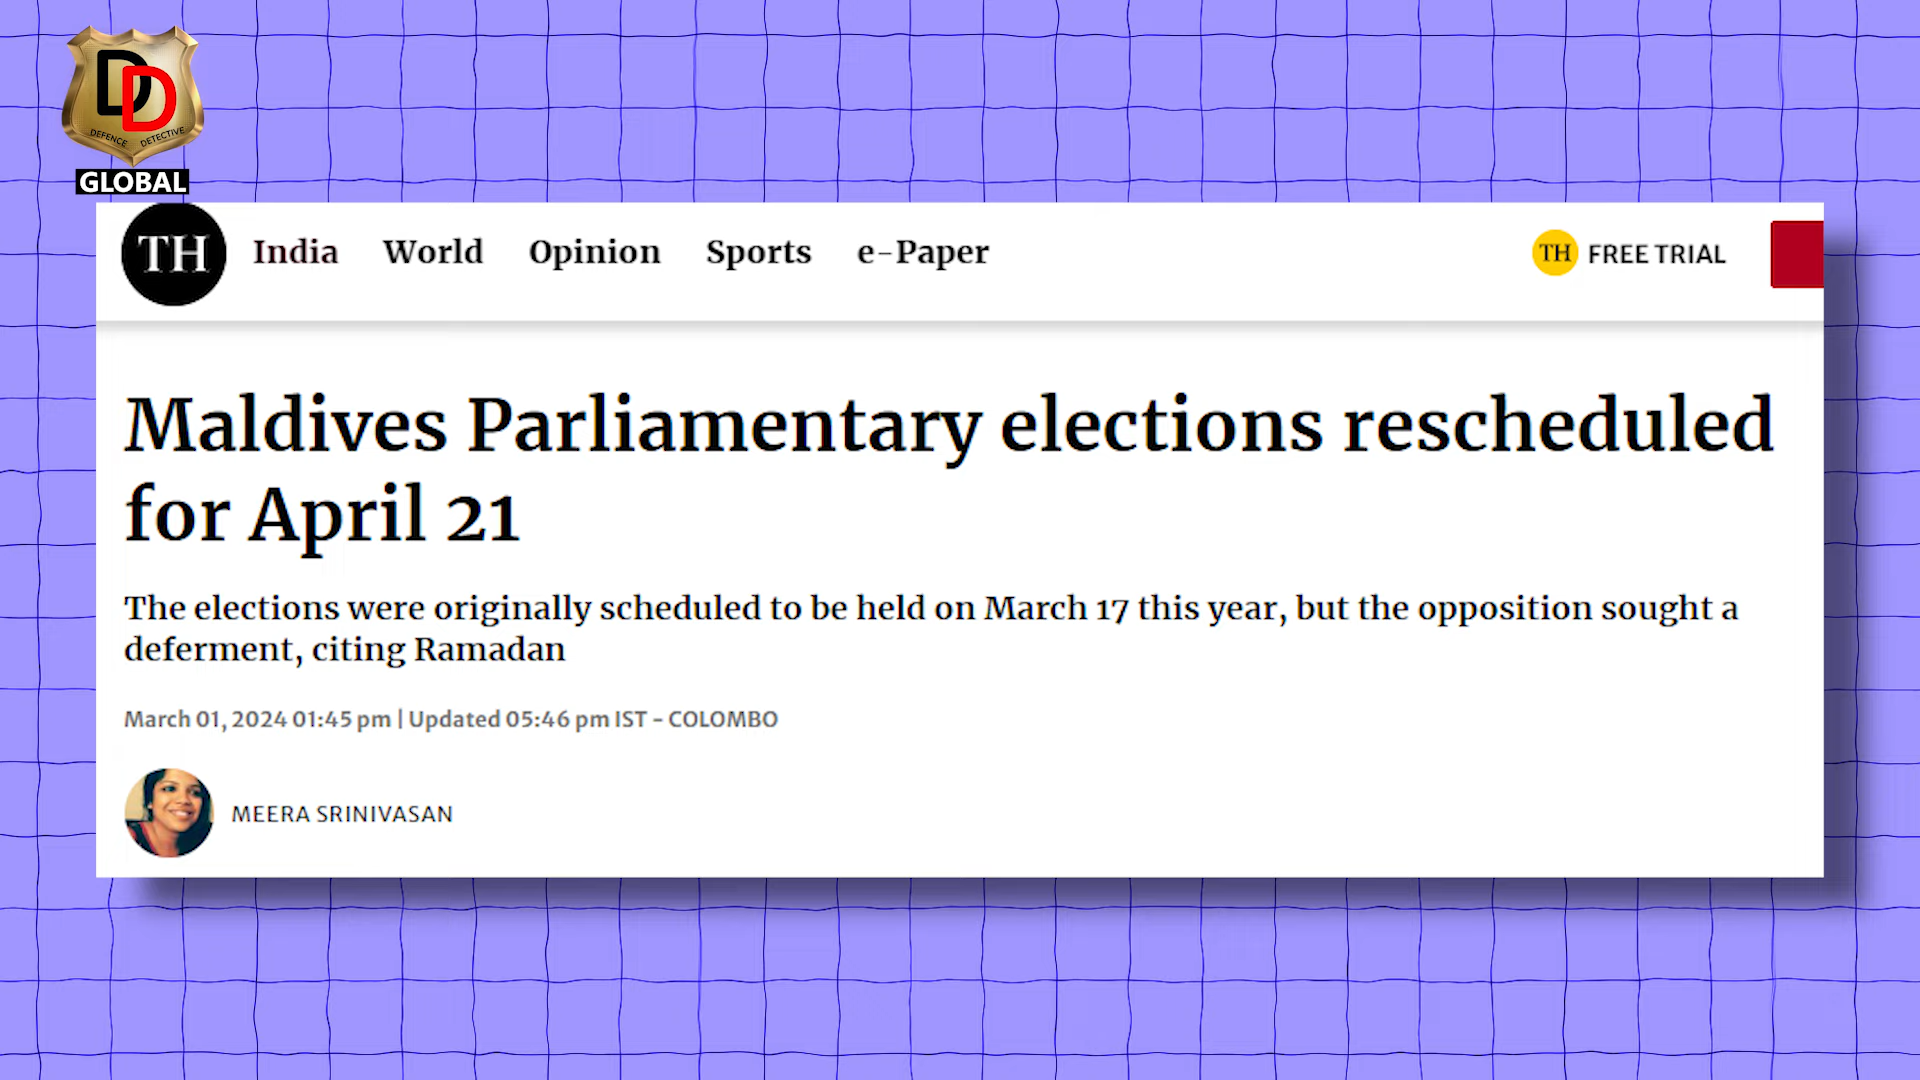 DD
DEFENCE DETECTIVE
GLOBAL
TH India World Opinion Sports e-Paper TH FREE TRIAL
Maldives Parliamentary elections rescheduled
for April 21
The elections were originally scheduled to be held on March 17 this year, but the opposition sought a
deferment, citing Ramadan
March 01, 2024 01:45 pm | Updated 05:46 pm IST - COLOMBO
MEERA SRINIVASAN